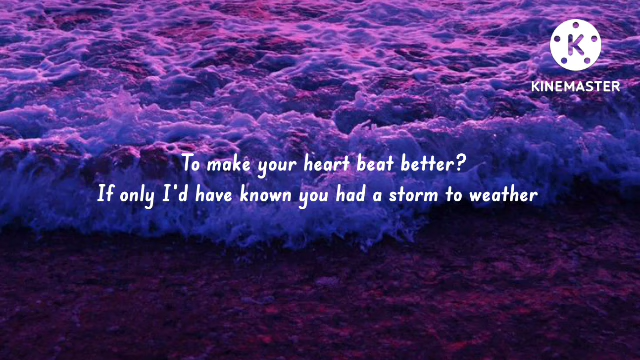 KINEMASTER
To make your heart beat better?
If only I'd have known you had a storm to weather